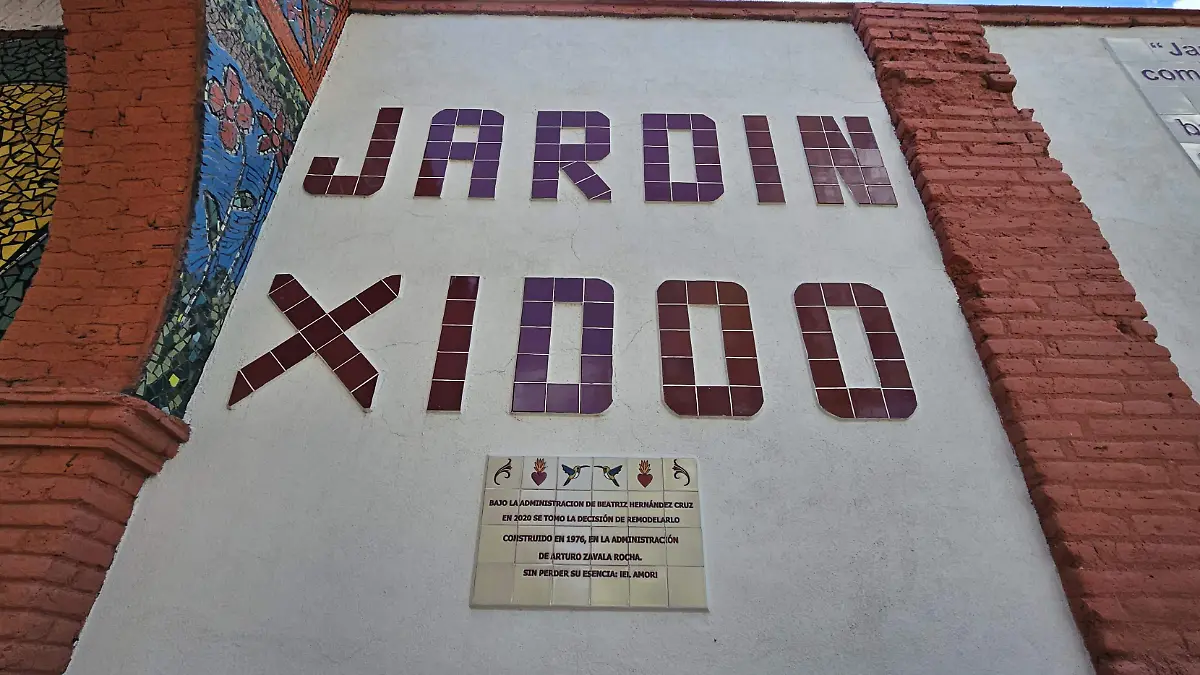 JARDIN
XIDOO
BAJO LA ADMINISTRACION DE BEATRIZ HERNÁNDEZ CRUZ
EN 2020 SE TOMO LA DECISIÓN DE REMODELARLO
CONSTRUIDO EN 1976, EN LA ADMINISTRACIÓN
DE ARTURO ZAVALA ROCHA.
SIN PERDER SU ESENCIA: ¡EL AMOR!